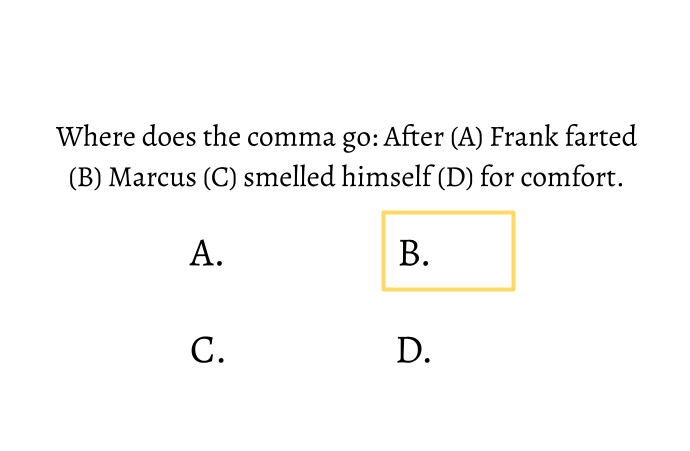 Where does the comma go: After (A) Frank farted
(B) Marcus (C) smelled himself (D) for comfort.
A.
B.
C.
D.